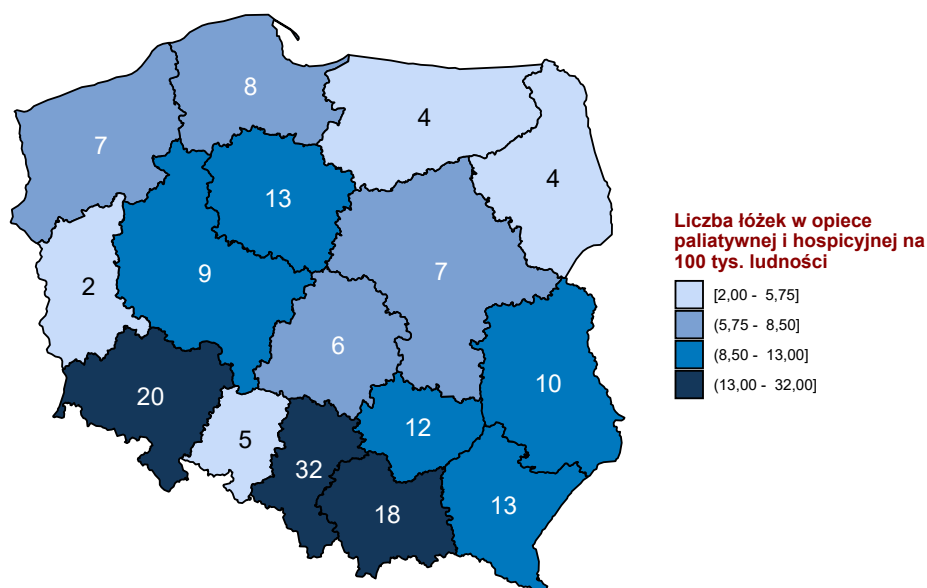 8
7
4
4
13
2
9
7
6
10
20
5
12
32
18
13
Liczba łóżek w opiece
paliatywnej i hospicyjnej na
100 tys. ludności
[2,00 - 5,75]
(5,75 - 8,50]
(8,50 - 13,00]
(13,00 - 32,00]